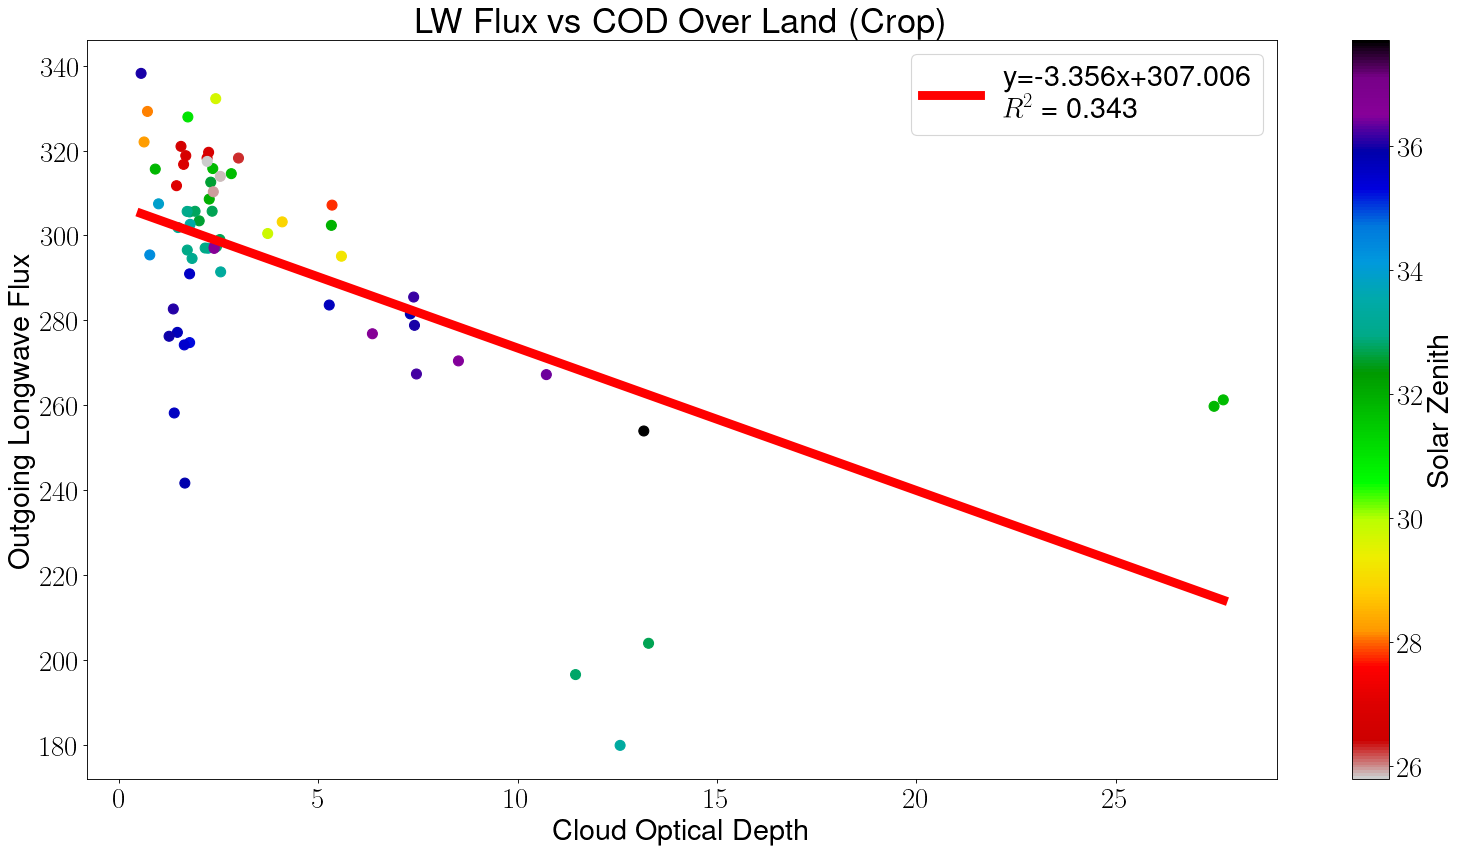 LW Flux vs COD Over Land (Crop)
y=-3.356x+307.006
R² = 0.343
340
320
300
280
260
240
220
200
180
Outgoing Longwave Flux
0 5 10 15 20 25
Cloud Optical Depth
36
34
32
30
28
26
Solar Zenith